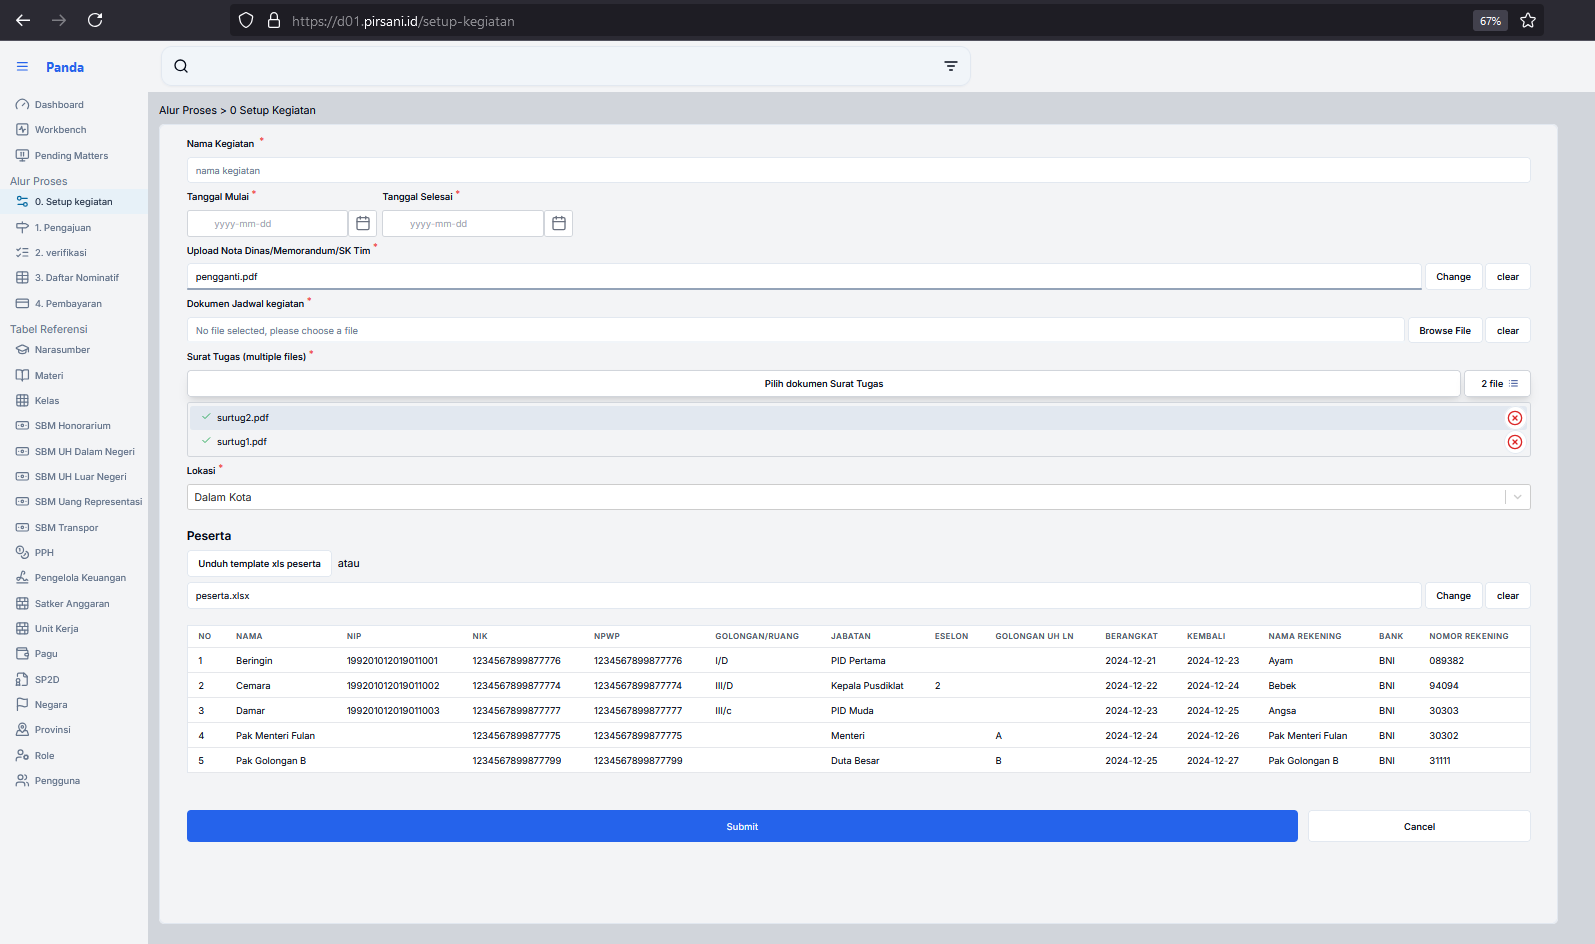 https://d01.pirsani.id/setup-kegiatan
67%
Panda
Dashboard
Workbench
Pending Matters
Alur Proses
0. Setup kegiatan
1. Pengajuan
2. verifikasi
3. Daftar Nominatif
4. Pembayaran
Tabel Referensi
Narasumber
Materi
Kelas
SBM Honorarium
SBM UH Dalam Negeri
SBM UH Luar Negeri
SBM Uang Representasi
SBM Transpor
PPH
Pengelola Keuangan
Satker Anggaran
Unit Kerja
Pagu
SP2D
Negara
Provinsi
Role
Pengguna
Alur Proses > 0 Setup Kegiatan
Nama Kegiatan *
nama kegiatan
Tanggal Mulai * Tanggal Selesai *
yyyy-mm-dd yyyy-mm-dd
Upload Nota Dinas/Memorandum/SK Tim *
pengganti.pdf Change clear
Dokumen Jadwal kegiatan *
No file selected, please choose a file Browse File clear
Surat Tugas (multiple files) *
Pilih dokumen Surat Tugas 2 file
surtug2.pdf
surtug1.pdf
Lokasi *
Dalam Kota
Peserta
Unduh template xls peserta atau
peserta.xlsx Change clear
NO NAMA NIP NIK NPWP GOLONGAN/RUANG JABATAN ESELON GOLONGAN UH LN BERANGKAT KEMBALI NAMA REKENING BANK NOMOR REKENING
1 Beringin 199201012019011001 1234567899877776 1234567899877776 I/D PID Pertama 2024-12-21 2024-12-23 Ayam BNI 089382
2 Cemara 199201012019011002 1234567899877774 1234567899877774 III/D Kepala Pusdiklat 2 2024-12-22 2024-12-24 Bebek BNI 94094
3 Damar 199201012019011003 1234567899877777 1234567899877777 III/c PID Muda 2024-12-23 2024-12-25 Angsa BNI 30303
4 Pak Menteri Fulan 1234567899877775 1234567899877775 Menteri A 2024-12-24 2024-12-26 Pak Menteri Fulan BNI 30302
5 Pak Golongan B 1234567899877799 1234567899877799 Duta Besar B 2024-12-25 2024-12-27 Pak Golongan B BNI 31111
Submit Cancel